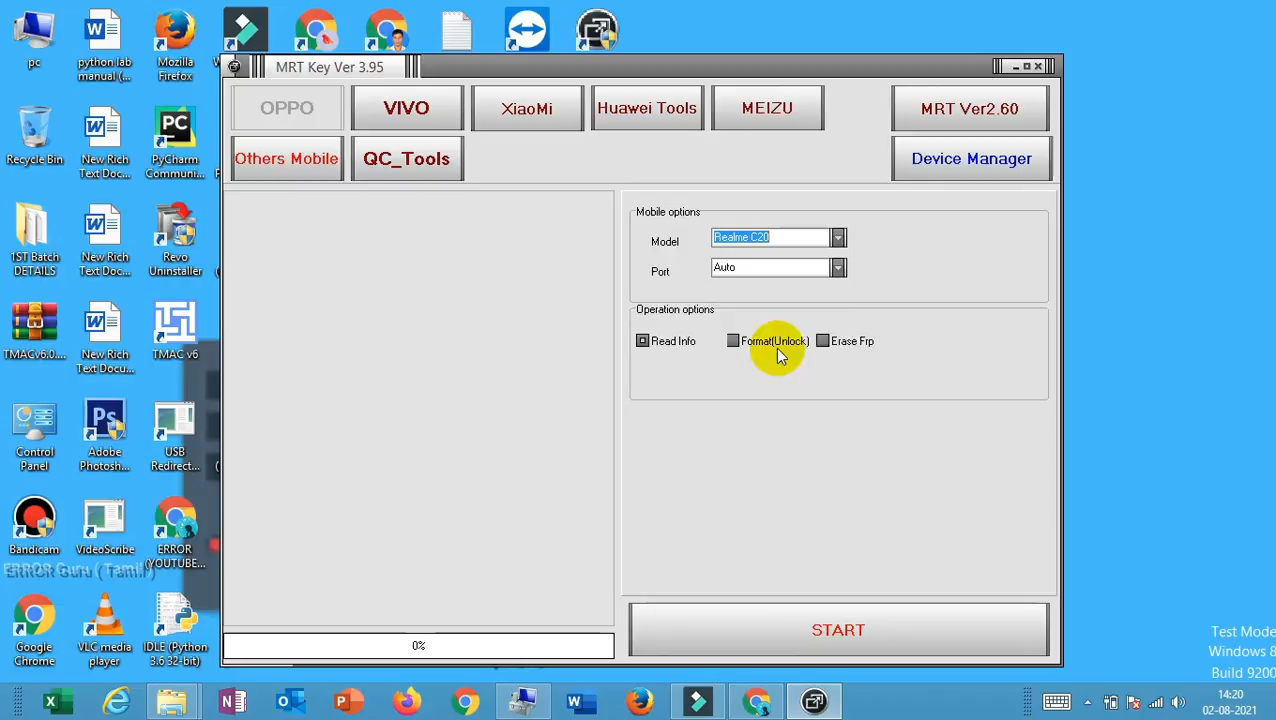 pc
python lab
manual (...
Mozilla
Firefox
Recycle Bin
New Rich
Text Doc...
PyCharm
Communi...
1ST Batch
DETAILS
New Rich
Text Docu...
Revo
Uninstaller
TMACv6.0....
New Rich
Text Docu...
TMAC v6
Control
Panel
Adobe
Photosh...
USB
Redirect...
Bandicam
VideoScribe
ERROR
(YOUTUBE...
ERROR Guru ( Tamil )
Google
Chrome
VLC media
player
IDLE (Python
3.6 32-bit)
MRT Key Ver 3.95
OPPO
VIVO
XiaoMi
Huawei Tools
MEIZU
MRT Ver2.60
Others Mobile
QC_Tools
Device Manager
Mobile options
Model
Realme C20
Port
Auto
Operation options
Read Info
Format(Unlock)
Erase Frp
START
0%
Test Mode
Windows 8
Build 9200
14:20
02-08-2021